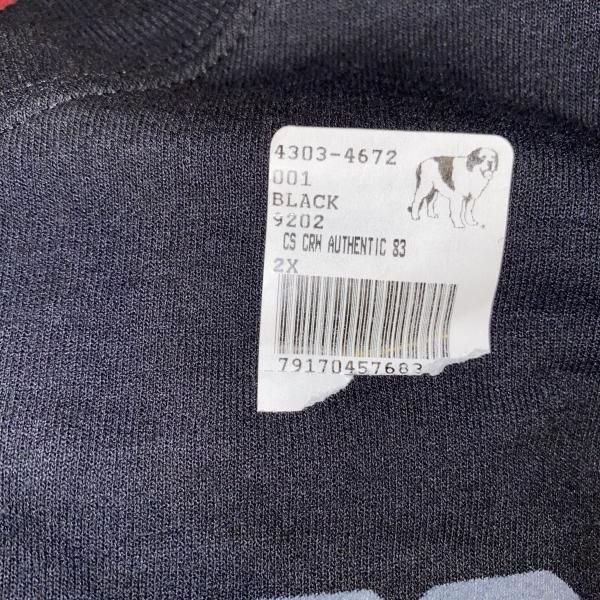 4303-4672
001
BLACK
9202
CS CRW AUTHENTIC 83
2X
79170457683